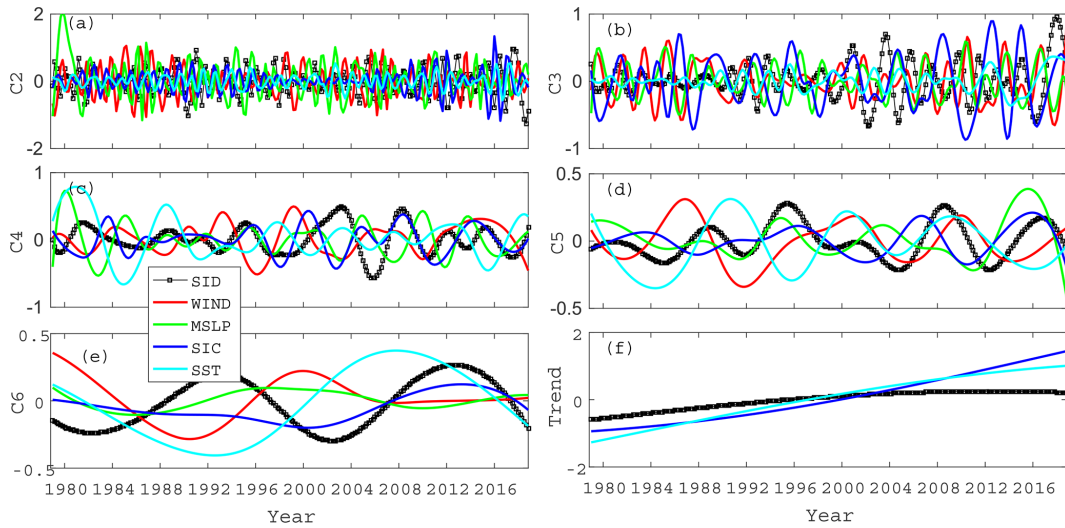 2
(a)
C2
0
-2
1
(b)
C3
0
-1
1
(c)
C4
0
-1
0.5
(d)
C5
0
-0.5
SID
WIND
MSLP
SIC
SST
0.5
(e)
C6
0
-0.5
1980 1984 1988 1992 1996 2000 2004 2008 2012 2016
Year
2
(f)
Trend
0
-2
1980 1984 1988 1992 1996 2000 2004 2008 2012 2016
Year